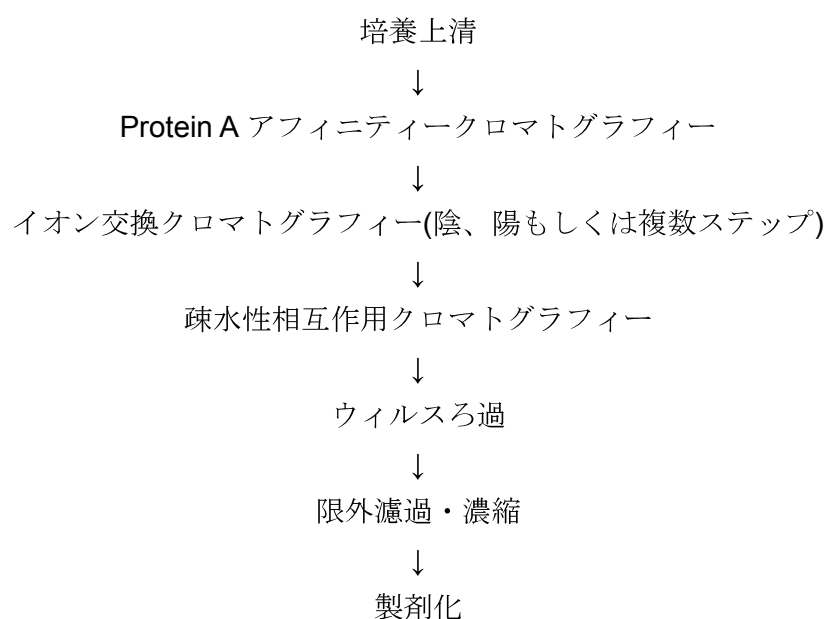 培養上清
↓
Protein A アフィニティークロマトグラフィー
↓
イオン交換クロマトグラフィー(陰、陽もしくは複数ステップ)
↓
疎水性相互作用クロマトグラフィー
↓
ウィルスろ過
↓
限外濾過・濃縮
↓
製剤化